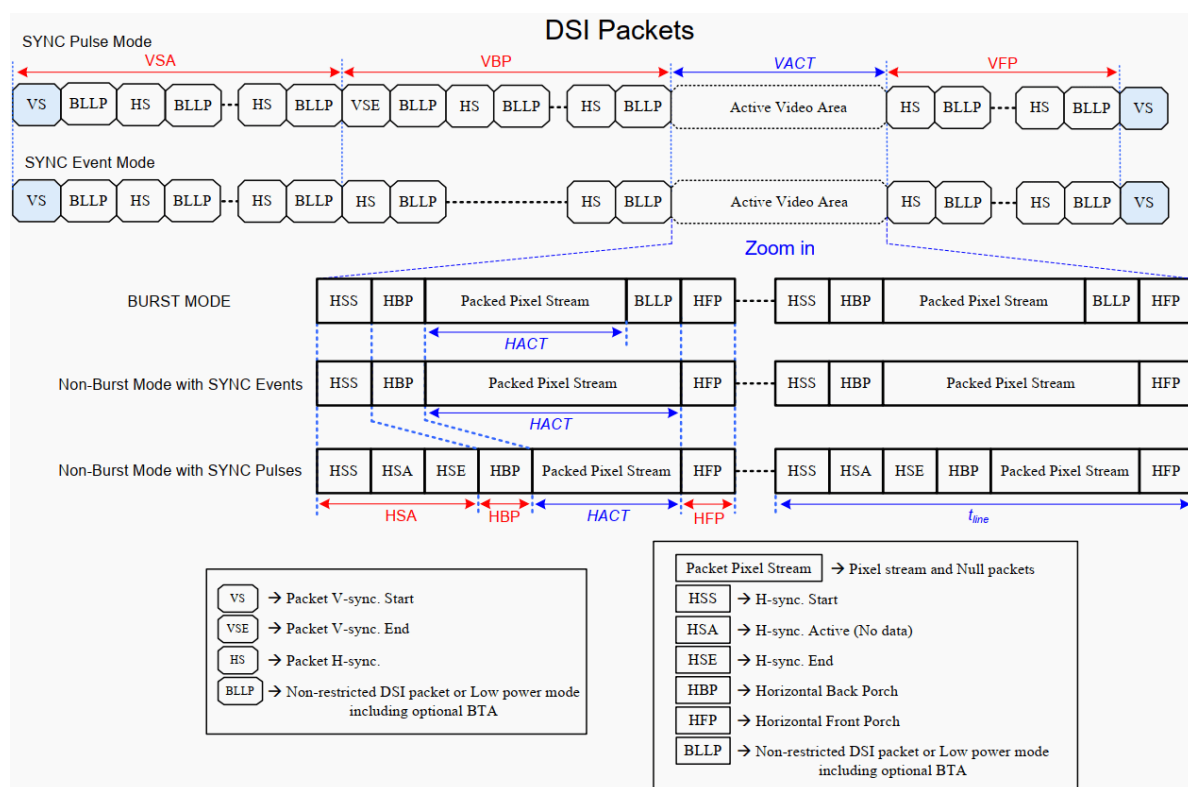 DSI Packets
SYNC Pulse Mode
VSA VBP VACT VFP
VS BLLP HS BLLP HS BLLP VSE BLLP HS BLLP HS BLLP Active Video Area HS BLLP HS BLLP VS
SYNC Event Mode
VS BLLP HS BLLP HS BLLP HS BLLP HS BLLP Active Video Area HS BLLP HS BLLP VS
Zoom in
BURST MODE HSS HBP Packed Pixel Stream BLLP HFP HSS HBP Packed Pixel Stream BLLP HFP
HACT
Non-Burst Mode with SYNC Events HSS HBP Packed Pixel Stream HFP HSS HBP Packed Pixel Stream HFP
HACT
Non-Burst Mode with SYNC Pulses HSS HSA HSE HBP Packed Pixel Stream HFP HSS HSA HSE HBP Packed Pixel Stream HFP
HSA HBP HACT HFP tline
VS → Packet V-sync. Start
VSE → Packet V-sync. End
HS → Packet H-sync.
BLLP → Non-restricted DSI packet or Low power mode
including optional BTA
Packet Pixel Stream → Pixel stream and Null packets
HSS → H-sync. Start
HSA → H-sync. Active (No data)
HSE → H-sync. End
HBP → Horizontal Back Porch
HFP → Horizontal Front Porch
BLLP → Non-restricted DSI packet or Low power mode
including optional BTA